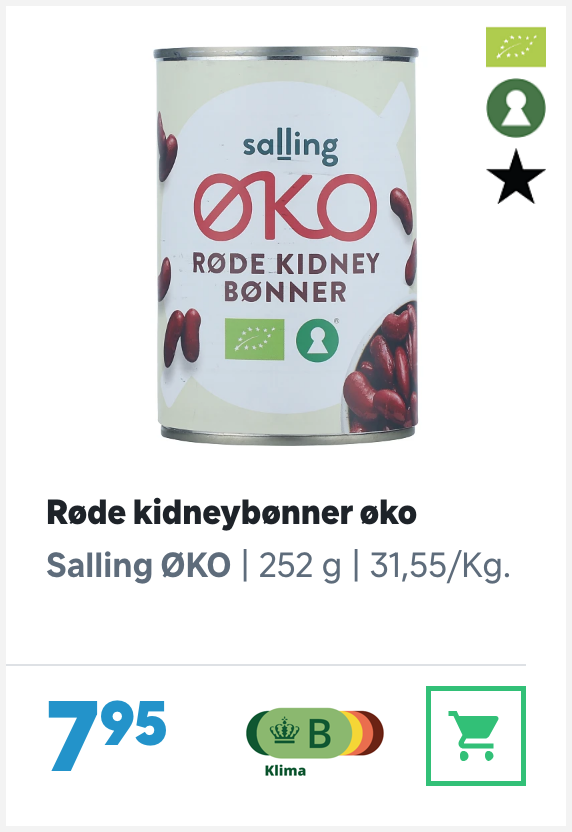 salling
ØKO
RØDE KIDNEY
BØNNER
Røde kidneybønner øko
Salling ØKO | 252 g | 31,55/Kg.
7⁹⁵
B
Klima